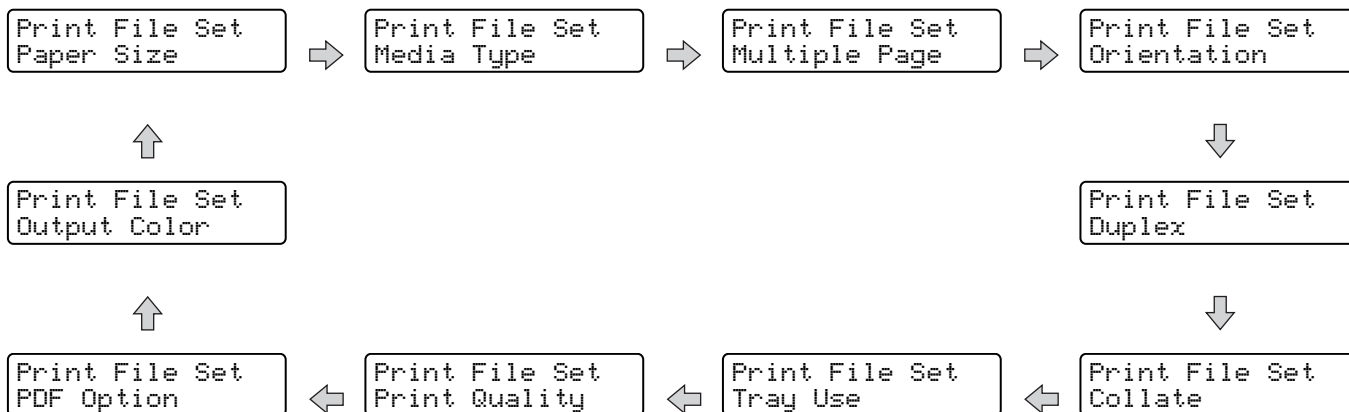 Print File Set
Paper Size
Print File Set
Media Type
Print File Set
Multiple Page
Print File Set
Orientation
Print File Set
Output Color
Print File Set
Duplex
Print File Set
PDF Option
Print File Set
Print Quality
Print File Set
Tray Use
Print File Set
Collate